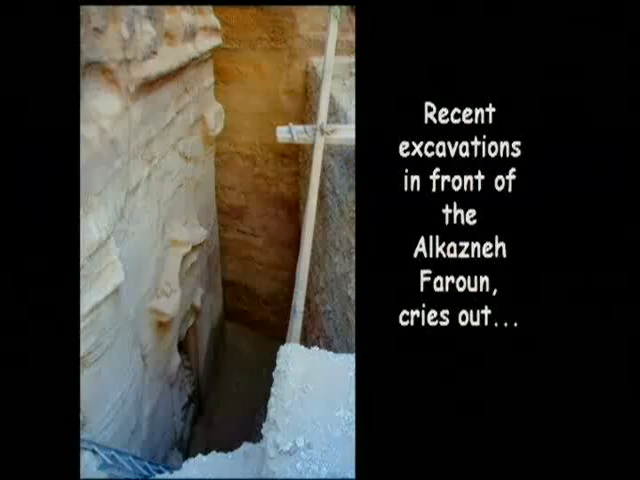 Recent
excavations
in front of
the
Alkazneh
Faroun,
cries out...